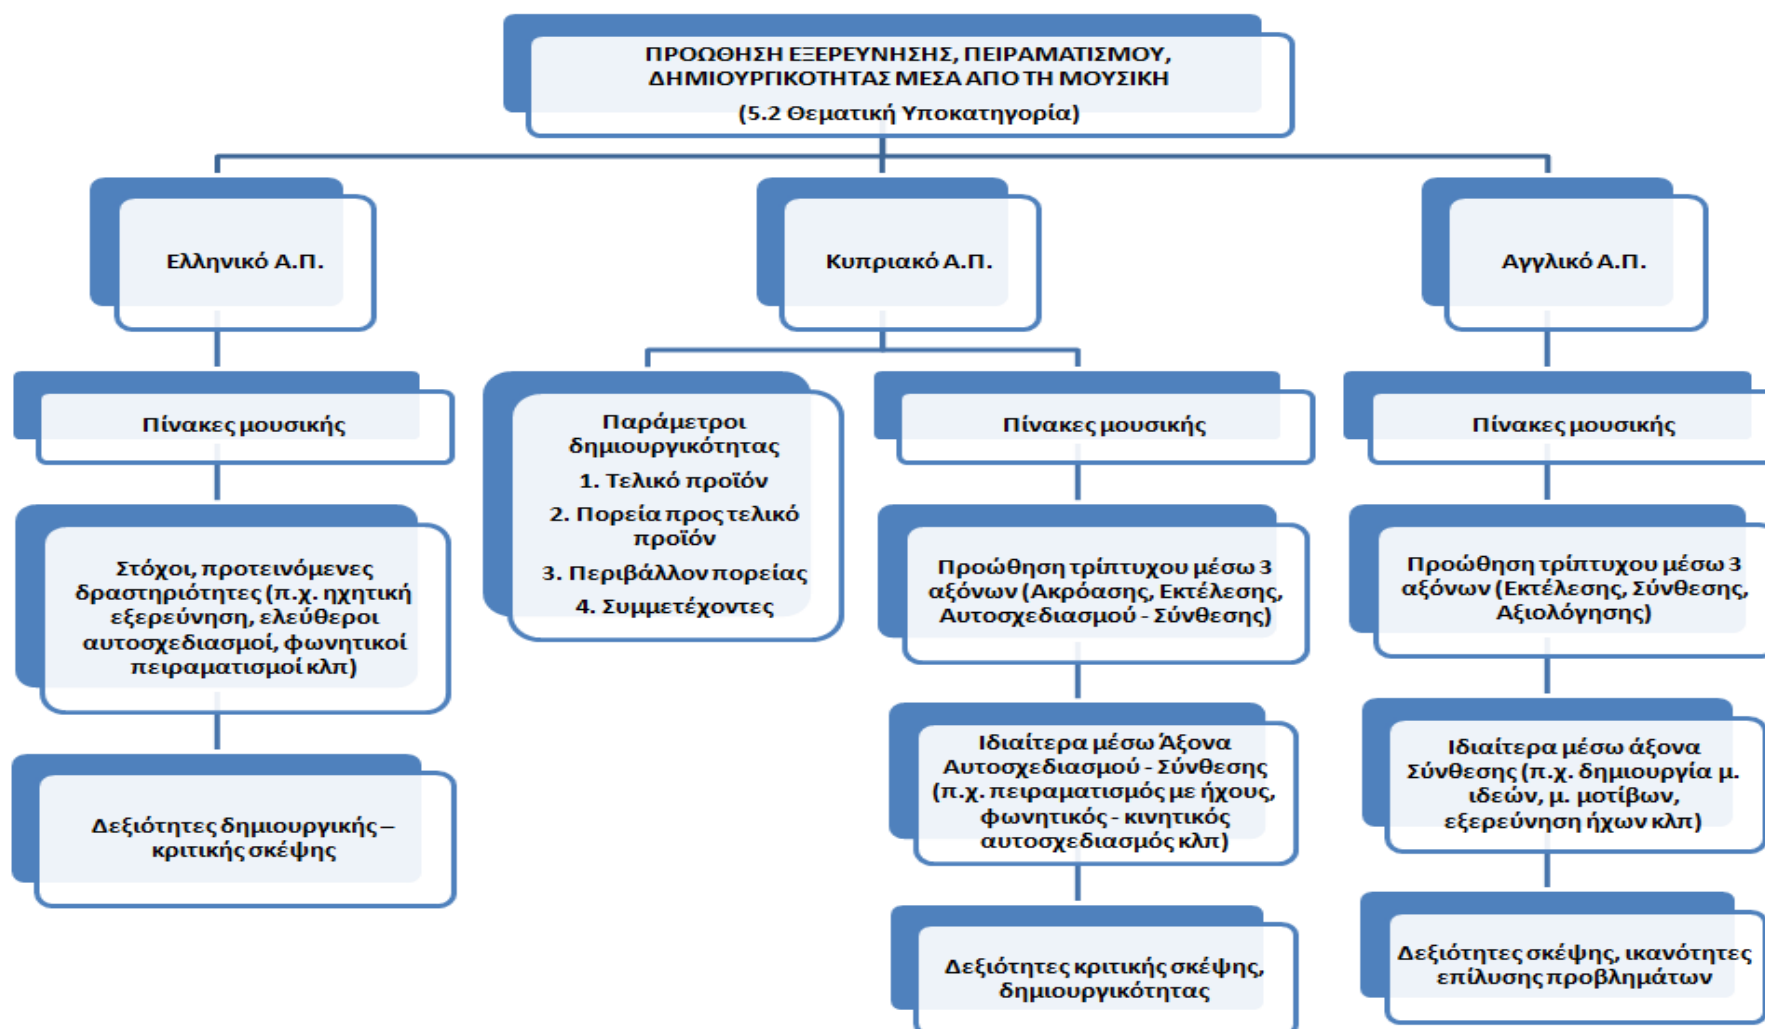 ΠΡΟΩΘΗΣΗ ΕΞΕΡΕΥΝΗΣΗΣ, ΠΕΙΡΑΜΑΤΙΣΜΟΥ,
ΔΗΜΙΟΥΡΓΙΚΟΤΗΤΑΣ ΜΕΣΑ ΑΠΟ ΤΗ ΜΟΥΣΙΚΗ
(5.2 Θεματική Υποκατηγορία)
Ελληνικό Α.Π.
Κυπριακό Α.Π.
Αγγλικό Α.Π.
Πίνακες μουσικής
Στόχοι, προτεινόμενες
δραστηριότητες (π.χ. ηχητική
εξερεύνηση, ελεύθεροι
αυτοσχεδιασμοί, φωνητικοί
πειραματισμοί κλπ)
Δεξιότητες δημιουργικής –
κριτικής σκέψης
Παράμετροι
δημιουργικότητας
1. Τελικό προϊόν
2. Πορεία προς τελικό
προϊόν
3. Περιβάλλον πορείας
4. Συμμετέχοντες
Πίνακες μουσικής
Προώθηση τρίπτυχου μέσω 3
αξόνων (Ακρόασης, Εκτέλεσης,
Αυτοσχεδιασμού - Σύνθεσης)
Ιδιαίτερα μέσω Άξονα
Αυτοσχεδιασμού - Σύνθεσης
(π.χ. πειραματισμός με ήχους,
φωνητικός - κινητικός
αυτοσχεδιασμός κλπ)
Δεξιότητες κριτικής σκέψης,
δημιουργικότητας
Πίνακες μουσικής
Προώθηση τρίπτυχου μέσω 3
αξόνων (Εκτέλεσης, Σύνθεσης,
Αξιολόγησης)
Ιδιαίτερα μέσω άξονα
Σύνθεσης (π.χ. δημιουργία μ.
ιδεών, μ. μοτίβων,
εξερεύνηση ήχων κλπ)
Δεξιότητες σκέψης, ικανότητες
επίλυσης προβλημάτων